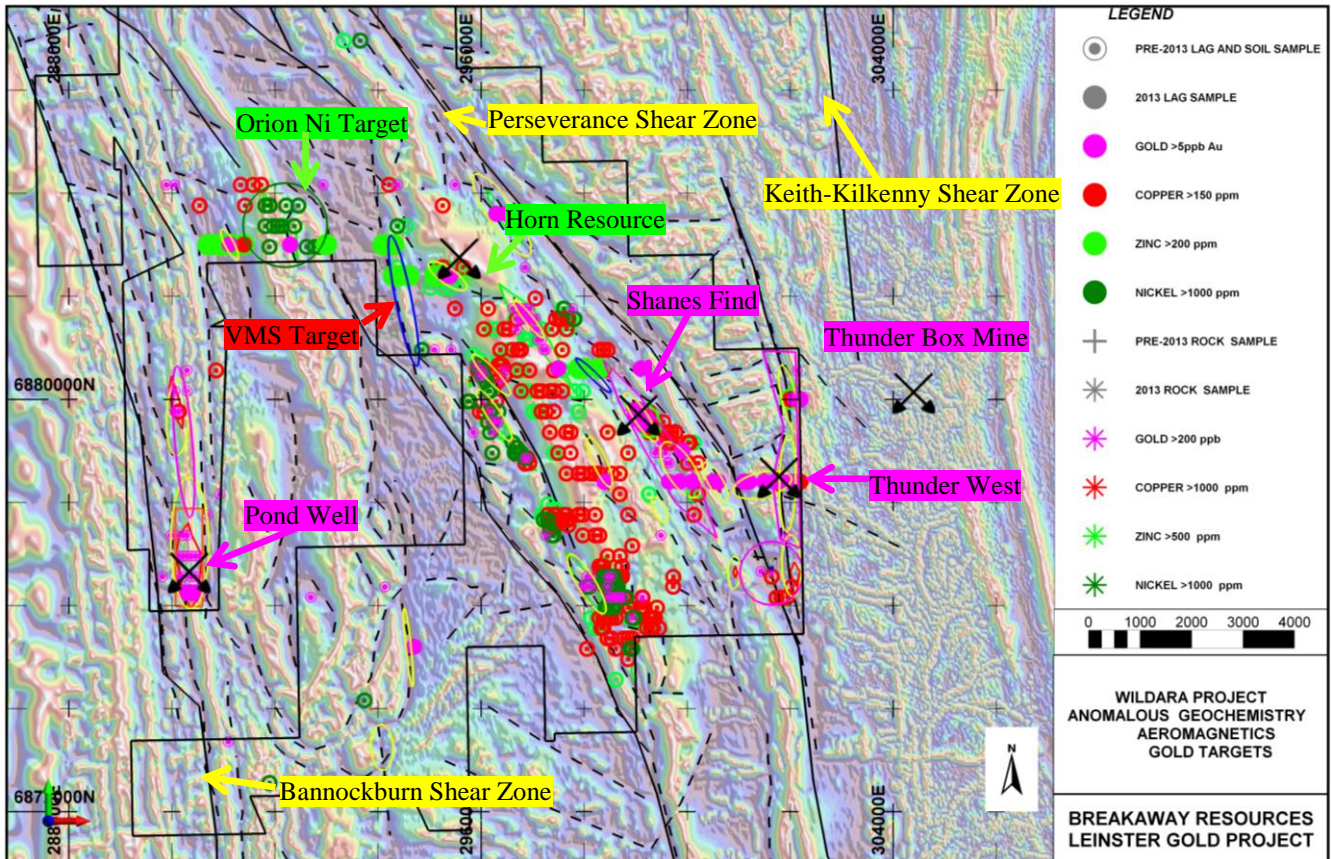 288000E
296000E
304000E
Orion Ni Target
Perseverance Shear Zone
Keith-Kilkenny Shear Zone
Horn Resource
Shanes Find
VMS Target
Thunder Box Mine
6880000N
Thunder West
Pond Well
Bannockburn Shear Zone
304000E
N
LEGEND
PRE-2013 LAG AND SOIL SAMPLE
2013 LAG SAMPLE
GOLD >5ppb Au
COPPER >150 ppm
ZINC >200 ppm
NICKEL >1000 ppm
PRE-2013 ROCK SAMPLE
2013 ROCK SAMPLE
GOLD >200 ppb
COPPER >1000 ppm
ZINC >500 ppm
NICKEL >1000 ppm
0 1000 2000 3000 4000
WILDARA PROJECT
ANOMALOUS GEOCHEMISTRY
AEROMAGNETICS
GOLD TARGETS
BREAKAWAY RESOURCES
LEINSTER GOLD PROJECT